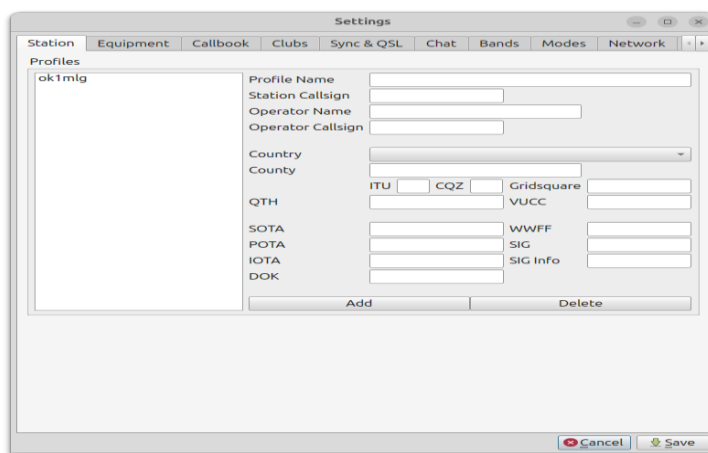 Settings
Station Equipment Callbook Clubs Sync & QSL Chat Bands Modes Network
Profiles
ok1mlg
Profile Name
Station Callsign
Operator Name
Operator Callsign
Country
County
ITU CQZ Gridsquare
QTH VUCC
SOTA WWFF
POTA SIG
IOTA SIG Info
DOK
Add Delete
Cancel Save